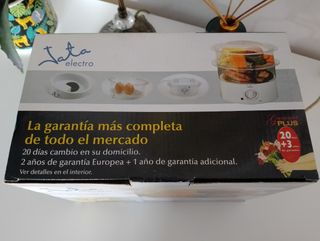 Jata
electro
La garantía más completa
de todo el mercado
20 días cambio en su domicilio.
2 años de garantía Europea + 1 año de garantía adicional.
Ver detalles en el interior.
PLUS
20
+3